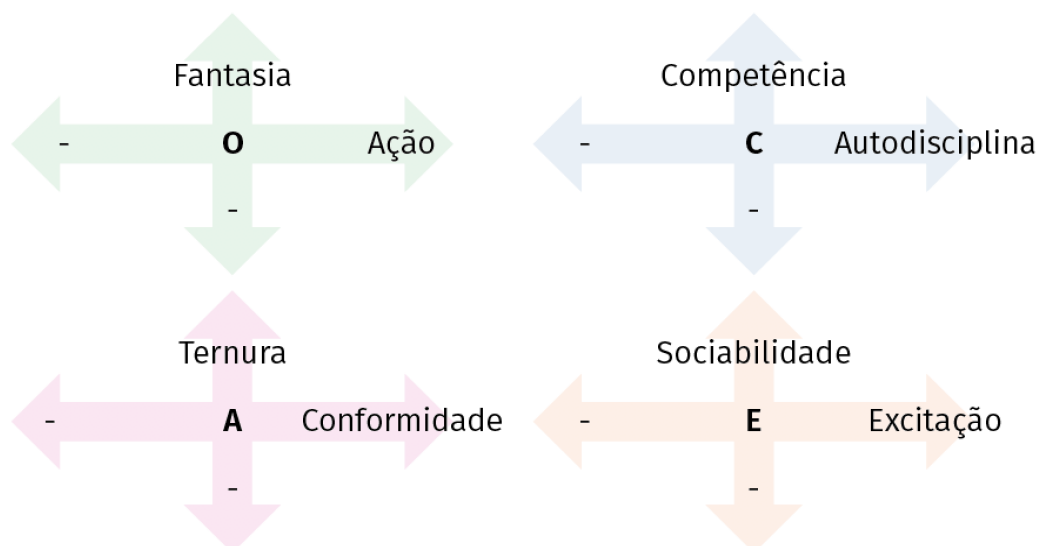 Fantasia
- O Ação
-
Competência
- C Autodisciplina
-
Ternura
- A Conformidade
-
Sociabilidade
- E Excitação
-